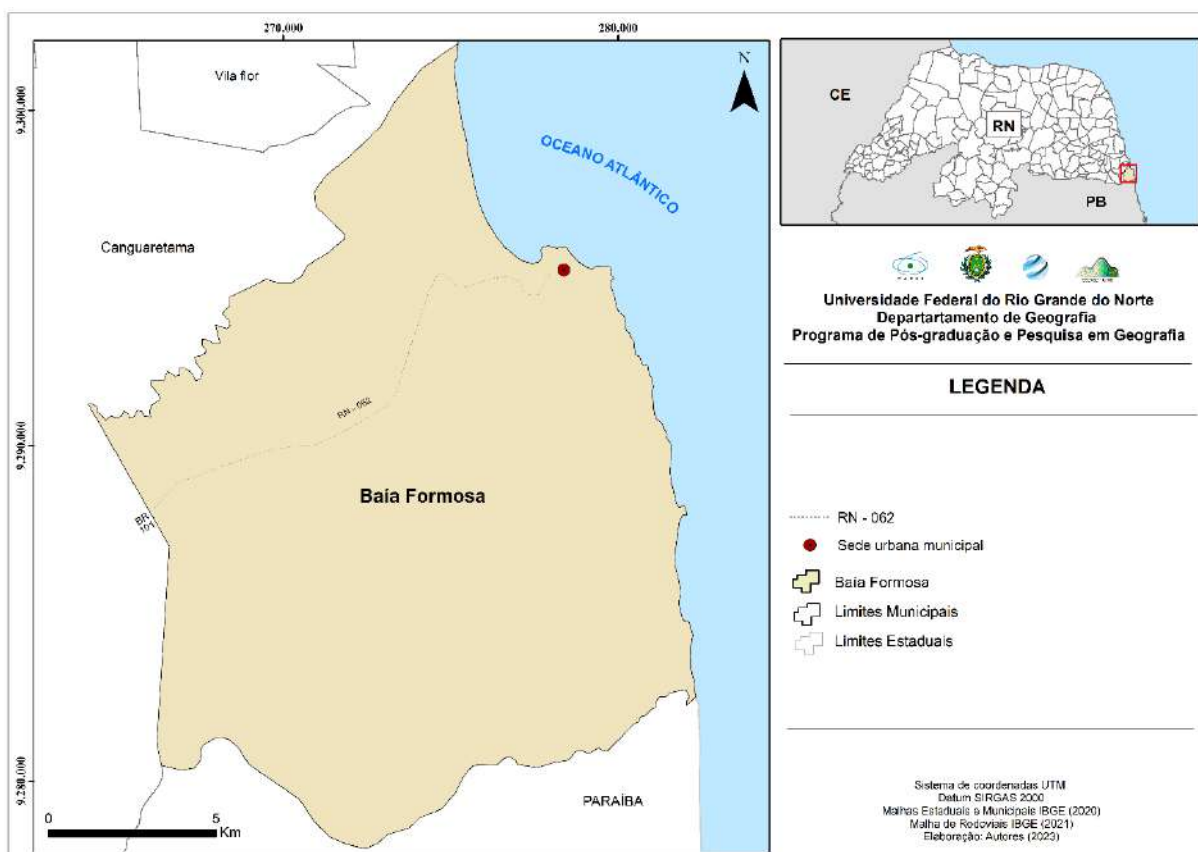 270.000
280.000
9.300.000
9.290.000
9.280.000
Vila flor
N
OCEANO ATLÂNTICO
Canguaretama
RN - 062
BR
101
Baía Formosa
PARAÍBA
0
5
Km
CE
RN
PB
Universidade Federal do Rio Grande do Norte
Departartamento de Geografia
Programa de Pós-graduação e Pesquisa em Geografia
LEGENDA
RN - 062
Sede urbana municipal
Baía Formosa
Limites Municipais
Limites Estaduais
Sistema de coordenadas UTM
Datum SIRGAS 2000
Malhas Estaduais e Municipais IBGE (2020)
Malha de Rodoviais IBGE (2021)
Elaboração: Autores (2023)